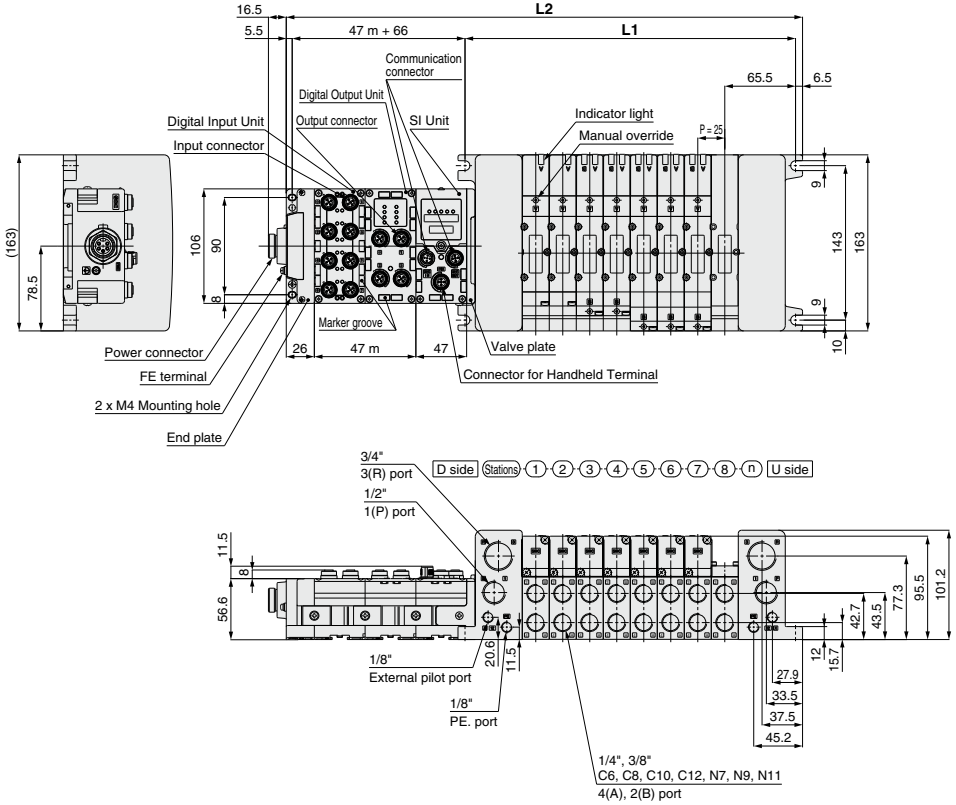 L2
16.5
5.5
47 m + 66
L1
Communication
connector
65.5
6.5
Digital Output Unit
Indicator light
P = 25
Digital Input Unit
Output connector
SI Unit
Manual override
Input connector
9
(163)
78.5
106
90
8
143
163
9
10
Marker groove
Valve plate
Power connector
26
47 m
47
FE terminal
Connector for Handheld Terminal
2 x M4 Mounting hole
End plate
3/4"
3(R) port
D side
Stations
1
2
3
4
5
6
7
8
n
U side
1/2"
1(P) port
11.5
8
56.6
20.6
11.5
12
15.7
42.7
43.5
77.3
95.5
101.2
1/8"
External pilot port
27.9
33.5
1/8"
PE. port
37.5
45.2
1/4", 3/8"
C6, C8, C10, C12, N7, N9, N11
4(A), 2(B) port